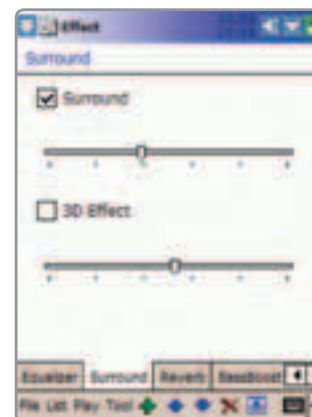 Effect
Surround
Surround
3D Effect
Equalizer Surround Reverb BassBoost
File List Play Tool